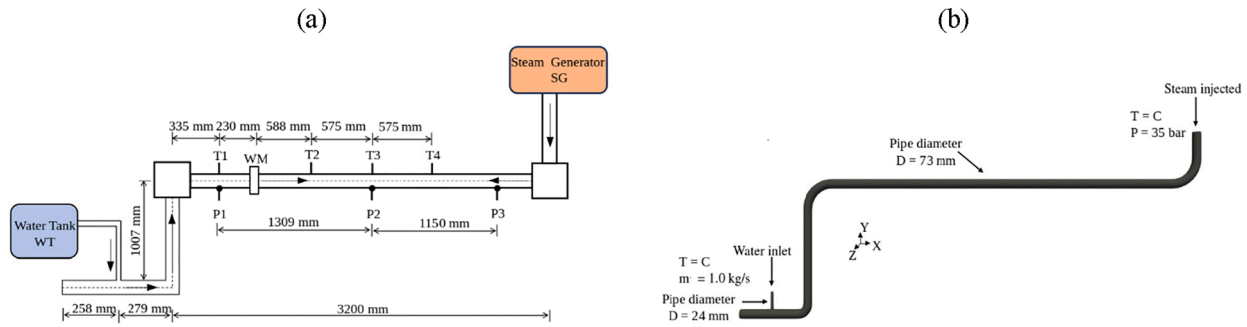 (a)
(b)
Steam Generator
SG
335 mm 230 mm 588 mm 575 mm 575 mm
T1 WM T2 T3 T4
P1 P2 P3
1309 mm 1150 mm
Water Tank
WT
1007 mm
258 mm 279 mm 3200 mm
Steam injected
T = C
P = 35 bar
Pipe diameter
D = 73 mm
Y
X
Z
Water inlet
T = C
m· = 1.0 kg/s
Pipe diameter
D = 24 mm